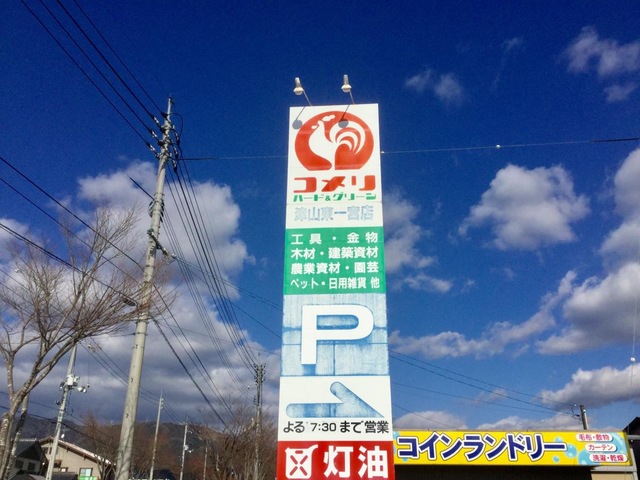 コメリ
ハード&グリーン
津山東一宮店
工具・金物
木材・建築資材
農業資材・園芸
ペット・日用雑貨 他
P
よる7:30まで営業
灯油
コインランドリー
毛布・敷物
カーテン
洗濯・乾燥